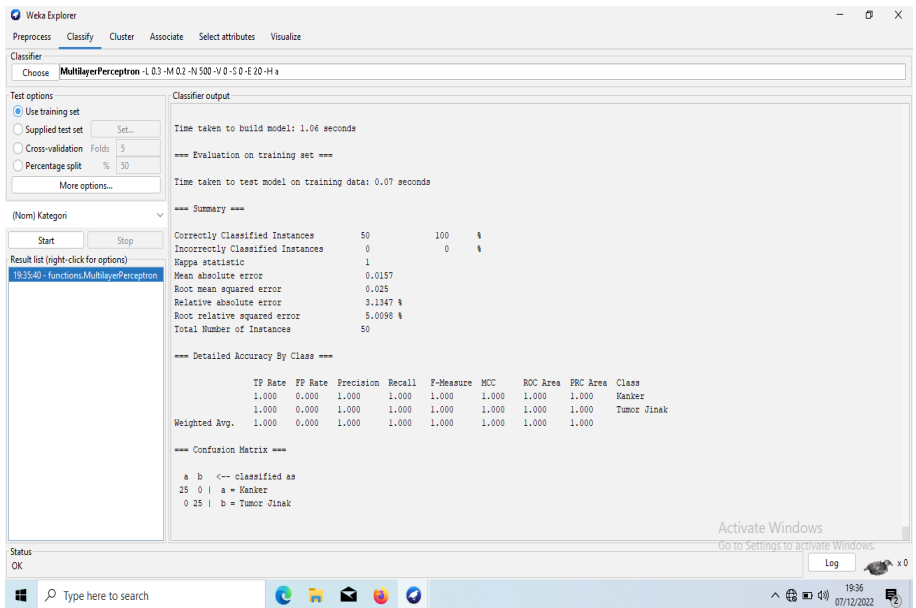 Weka Explorer
Preprocess Classify Cluster Associate Select attributes Visualize
Classifier
Choose MultilayerPerceptron -L 0.3 -M 0.2 -N 500 -V 0 -S 0 -E 20 -H a
Test options
Use training set
Supplied test set Set...
Cross-validation Folds 5
Percentage split % 50
More options...
(Nom) Kategori
Start Stop
Result list (right-click for options)
19:35:40 - functions.MultilayerPerceptron
Classifier output
Time taken to build model: 1.06 seconds
=== Evaluation on training set ===
Time taken to test model on training data: 0.07 seconds
=== Summary ===
Correctly Classified Instances 50 100 %
Incorrectly Classified Instances 0 0 %
Kappa statistic 1
Mean absolute error 0.0157
Root mean squared error 0.025
Relative absolute error 3.1347 %
Root relative squared error 5.0098 %
Total Number of Instances 50
=== Detailed Accuracy By Class ===
TP Rate FP Rate Precision Recall F-Measure MCC ROC Area PRC Area Class
1.000 0.000 1.000 1.000 1.000 1.000 1.000 1.000 Kanker
1.000 0.000 1.000 1.000 1.000 1.000 1.000 1.000 Tumor Jinak
Weighted Avg. 1.000 0.000 1.000 1.000 1.000 1.000 1.000 1.000
=== Confusion Matrix ===
a b <-- classified as
25 0 | a = Kanker
0 25 | b = Tumor Jinak
Activate Windows
Go to Settings to activate Windows.
Status
OK
Log
x 0
Type here to search
19:36
07/12/2022
2